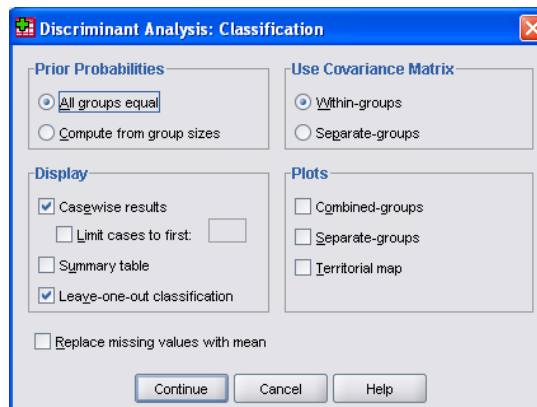 Discriminant Analysis: Classification
Prior Probabilities
All groups equal
Compute from group sizes
Use Covariance Matrix
Within-groups
Separate-groups
Display
Casewise results
Limit cases to first:
Summary table
Leave-one-out classification
Plots
Combined-groups
Separate-groups
Territorial map
Replace missing values with mean
Continue
Cancel
Help